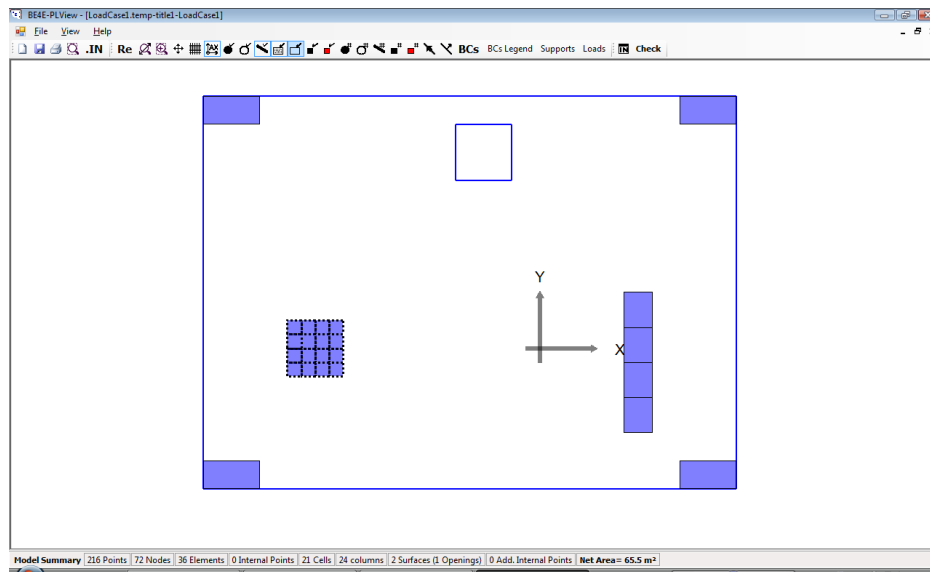 BE4E-PLView - [LoadCase1.temp-title1-LoadCase1]
File View Help
.IN Re BCs BCs Legend Supports Loads IN Check
Y
X
Model Summary 216 Points 72 Nodes 36 Elements 0 Internal Points 21 Cells 24 columns 2 Surfaces (1 Openings) 0 Add. Internal Points Net Area= 65.5 m²